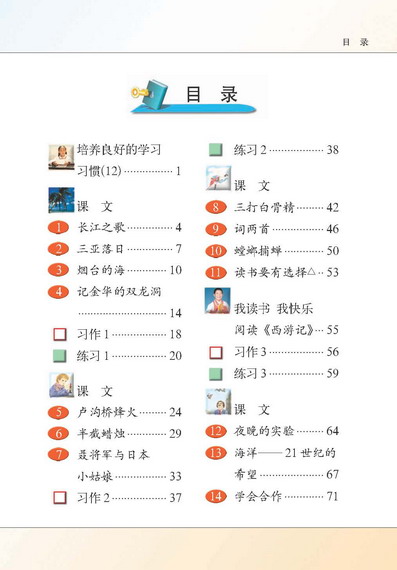 目 录
目 录
培养良好的学习
习惯(12) ·················· 1
课 文
1 长江之歌 ·············· 4
2 三亚落日 ·············· 7
3 烟台的海 ············ 10
4 记金华的双龙洞
························ 14
习作 1 ················· 18
练习 1 ················· 20
课 文
5 卢沟桥烽火 ········· 24
6 半截蜡烛 ············ 29
7 聂将军与日本
小姑娘 ················ 33
习作 2 ················· 37
练习 2 ················· 38
课 文
8 三打白骨精 ········· 42
9 词两首 ················ 46
10 螳螂捕蝉 ············ 50
11 读书要有选择△ ·· 53
我读书 我快乐
阅读《西游记》··· 55
习作 3 ················· 56
练习 3 ················· 59
课 文
12 夜晚的实验 ········· 64
13 海洋——21 世纪的
希望 ···················· 67
14 学会合作 ············ 71